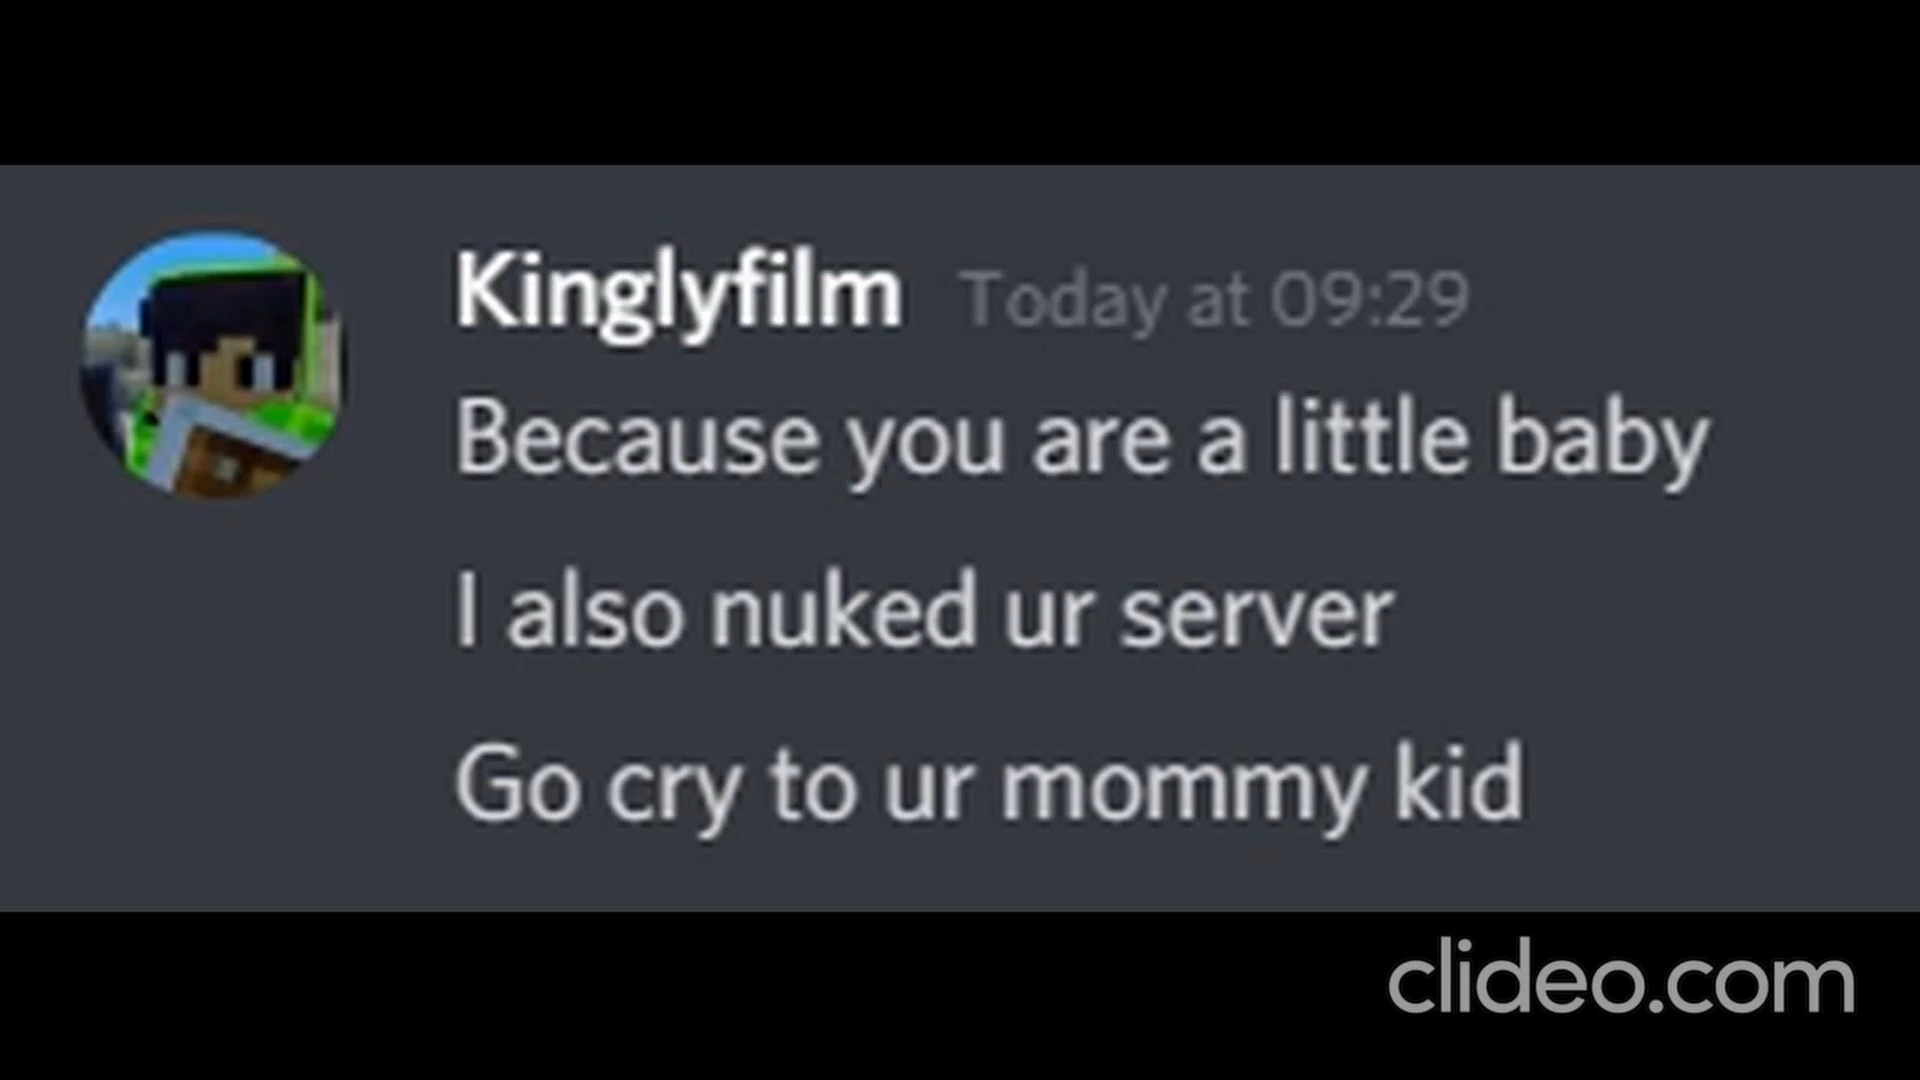 Kinglyfilm Today at 09:29
Because you are a little baby
I also nuked ur server
Go cry to ur mommy kid
clideo.com